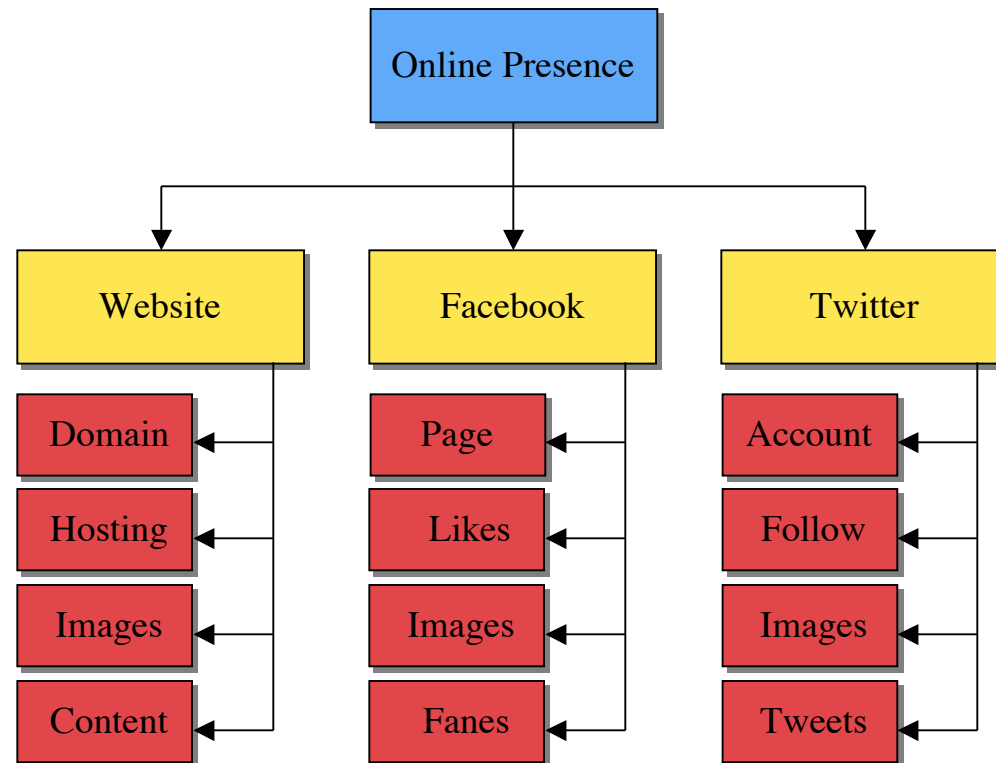 Online Presence
Website
Facebook
Twitter
Domain
Page
Account
Hosting
Likes
Follow
Images
Images
Images
Content
Fanes
Tweets